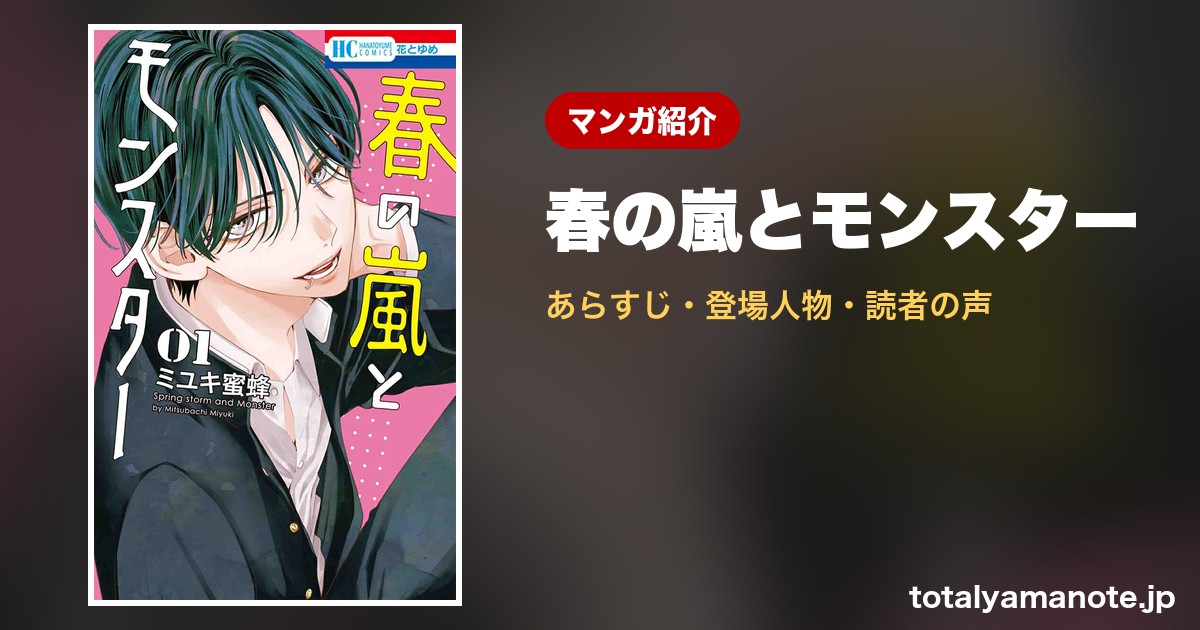 HC HANATOYUME COMICS 花とゆめ
春の嵐と
モンスター
01
ミユキ蜜蜂
Spring storm and Monster
by Mitsubachi Miyuki
マンガ紹介
春の嵐とモンスター
あらすじ・登場人物・読者の声
totalyamanote.jp